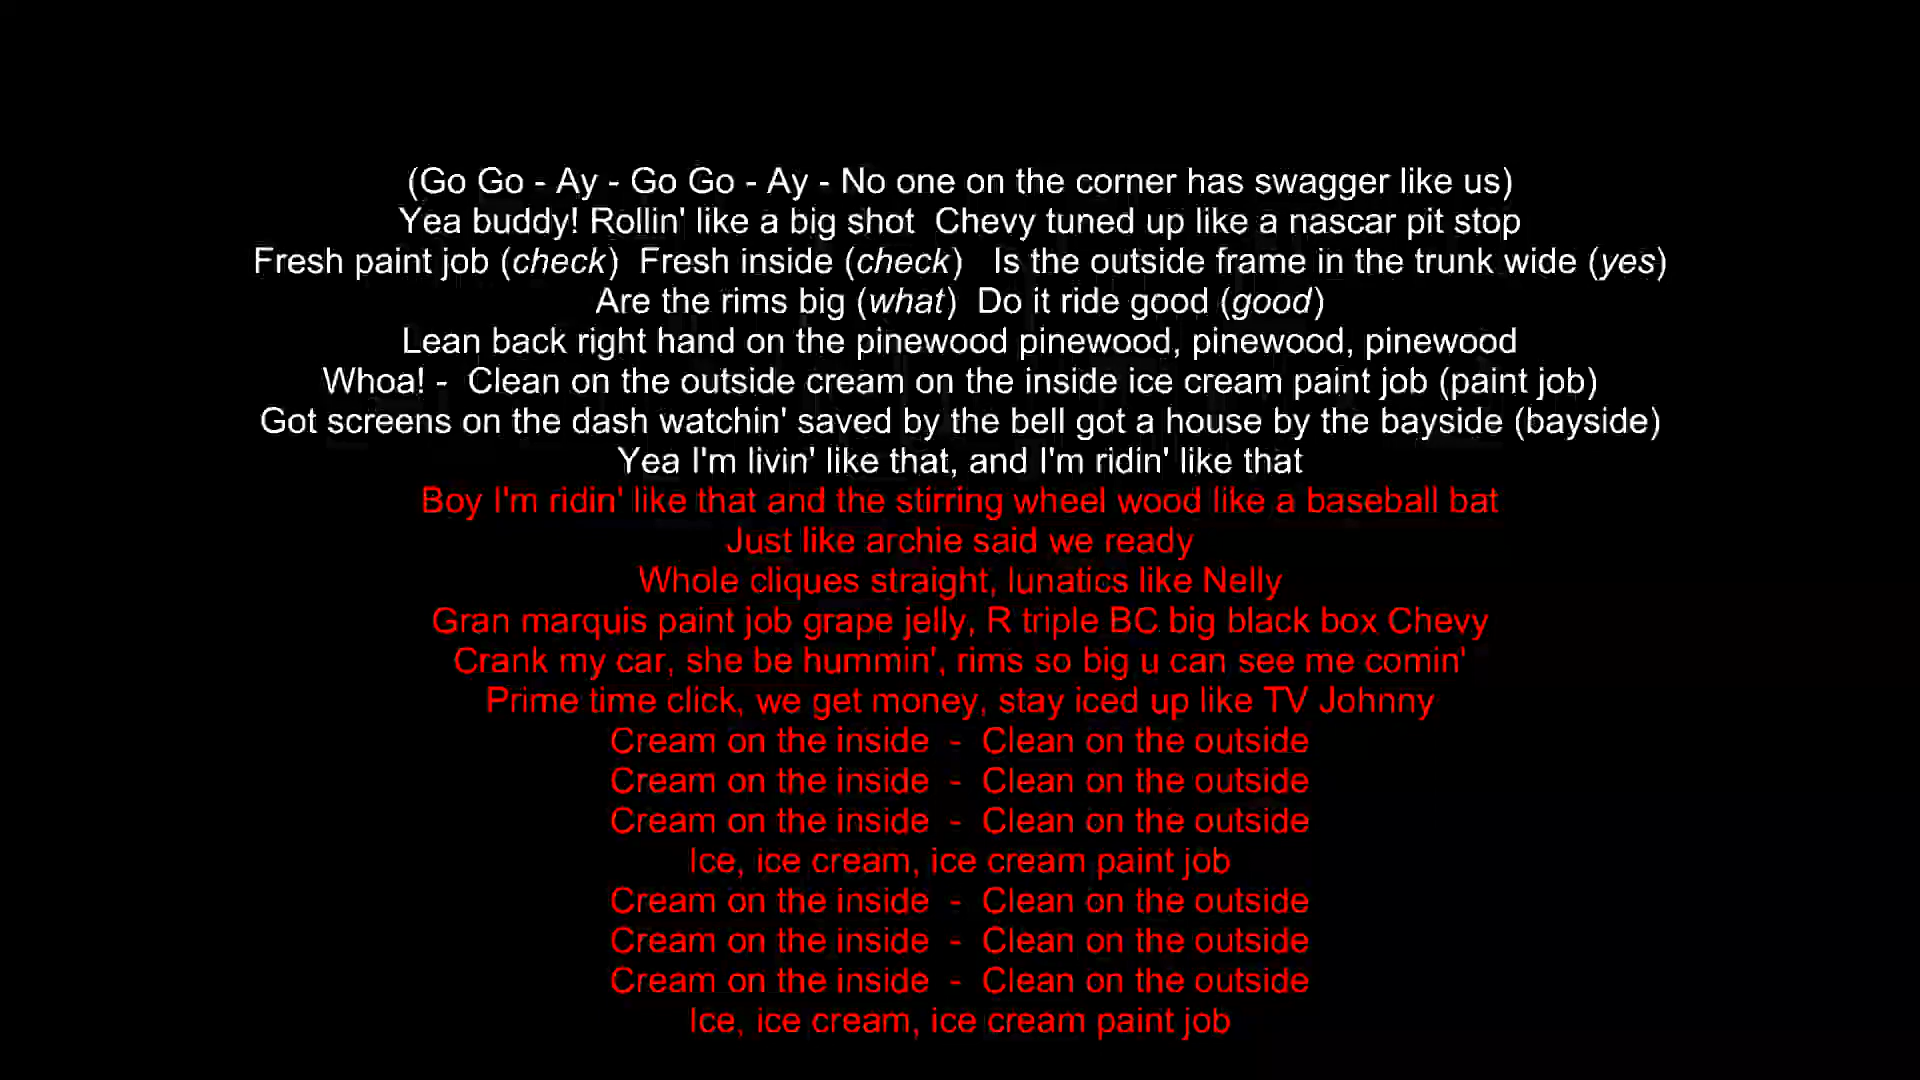 (Go Go - Ay - Go Go - Ay - No one on the corner has swagger like us)
Yea buddy! Rollin' like a big shot  Chevy tuned up like a nascar pit stop
Fresh paint job (check)  Fresh inside (check)   Is the outside frame in the trunk wide (yes)
Are the rims big (what)  Do it ride good (good)
Lean back right hand on the pinewood pinewood, pinewood, pinewood
Whoa! -  Clean on the outside cream on the inside ice cream paint job (paint job)
Got screens on the dash watchin' saved by the bell got a house by the bayside (bayside)
Yea I'm livin' like that, and I'm ridin' like that
Boy I'm ridin' like that and the stirring wheel wood like a baseball bat
Just like archie said we ready
Whole cliques straight, lunatics like Nelly
Gran marquis paint job grape jelly, R triple BC big black box Chevy
Crank my car, she be hummin', rims so big u can see me comin'
Prime time click, we get money, stay iced up like TV Johnny
Cream on the inside  -  Clean on the outside
Cream on the inside  -  Clean on the outside
Cream on the inside  -  Clean on the outside
Ice, ice cream, ice cream paint job
Cream on the inside  -  Clean on the outside
Cream on the inside  -  Clean on the outside
Cream on the inside  -  Clean on the outside
Ice, ice cream, ice cream paint job